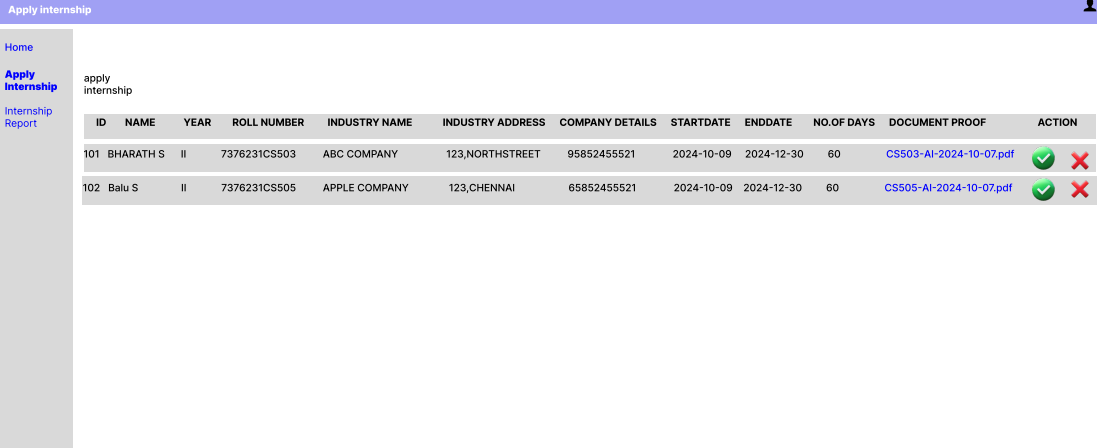 Apply internship
Home
Apply
Internship
Internship
Report
apply
internship
ID NAME YEAR ROLL NUMBER INDUSTRY NAME INDUSTRY ADDRESS COMPANY DETAILS STARTDATE ENDDATE NO.OF DAYS DOCUMENT PROOF ACTION
101 BHARATH S II 7376231CS503 ABC COMPANY 123,NORTHSTREET 95852455521 2024-10-09 2024-12-30 60 CS503-AI-2024-10-07.pdf
102 Balu S II 7376231CS505 APPLE COMPANY 123,CHENNAI 65852455521 2024-10-09 2024-12-30 60 CS505-AI-2024-10-07.pdf